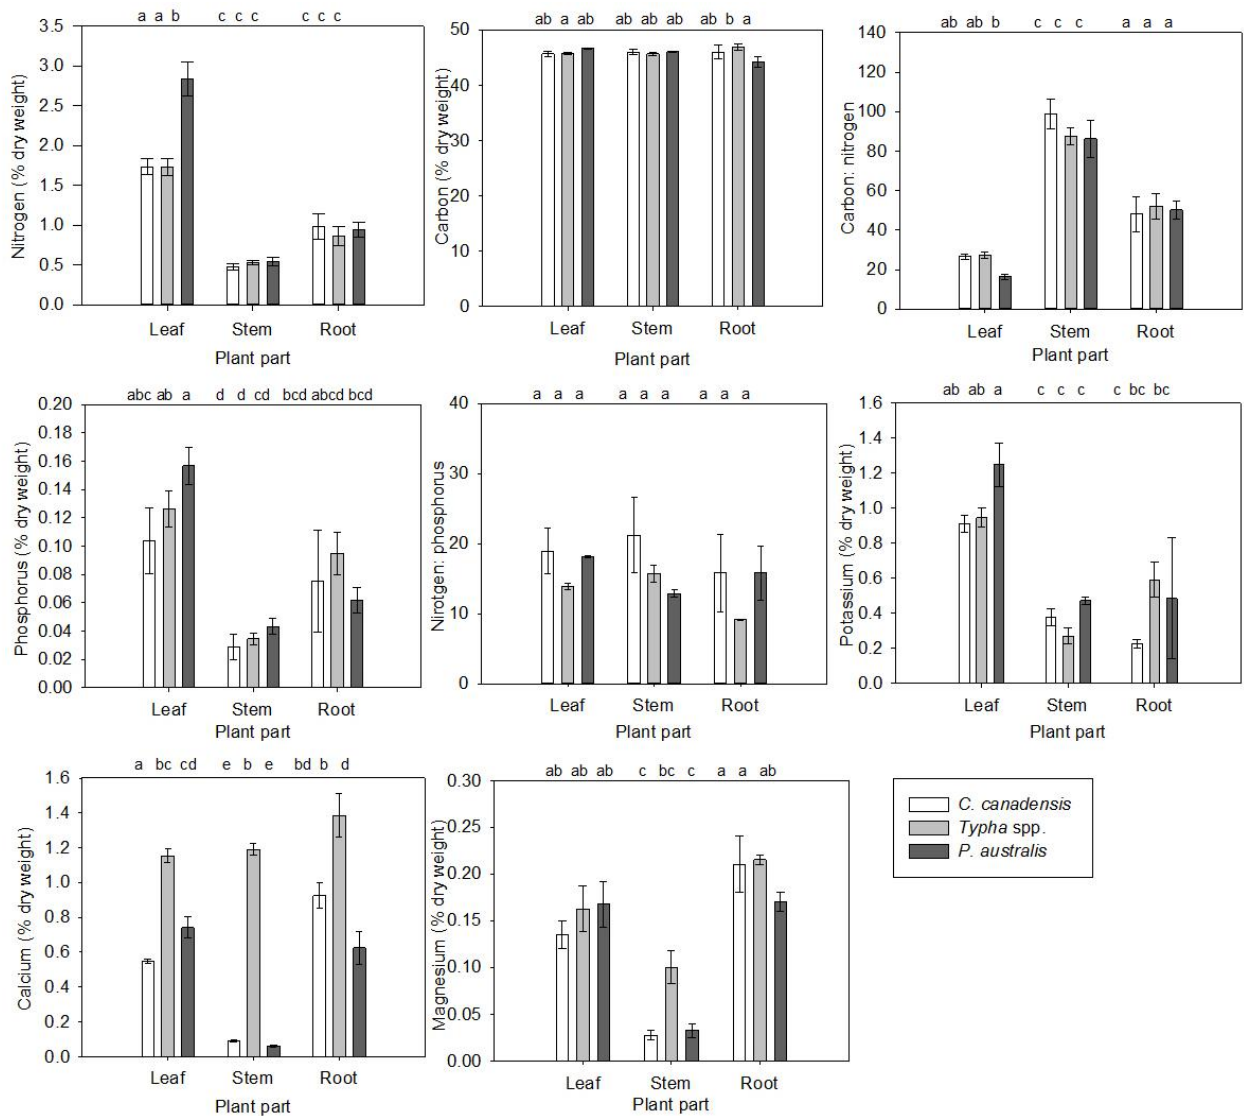 a a b c c c c c c
3.5
3.0
2.5
2.0
1.5
1.0
0.5
0.0
Nitrogen (% dry weight)
Leaf Stem Root
Plant part
ab a ab ab ab ab ab b a
50
40
30
20
10
0
Carbon (% dry weight)
Leaf Stem Root
Plant part
ab ab b c c c a a a
140
120
100
80
60
40
20
0
Carbon: nitrogen
Leaf Stem Root
Plant part
abc ab a d d cd bcd abcd bcd
0.20
0.18
0.16
0.14
0.12
0.10
0.08
0.06
0.04
0.02
0.00
Phosphorus (% dry weight)
Leaf Stem Root
Plant part
a a a a a a a a a
40
30
20
10
0
Nirotgen: phosphorus
Leaf Stem Root
Plant part
ab ab a c c c c bc bc
1.6
1.4
1.2
1.0
0.8
0.6
0.4
0.2
0.0
Potassium (% dry weight)
Leaf Stem Root
Plant part
a bc cd e b e bd b d
1.6
1.4
1.2
1.0
0.8
0.6
0.4
0.2
0.0
Calcium (% dry weight)
Leaf Stem Root
Plant part
ab ab ab c bc c a a ab
0.30
0.25
0.20
0.15
0.10
0.05
0.00
Magnesium (% dry weight)
Leaf Stem Root
Plant part
C. canadensis
Typha spp.
P. australis